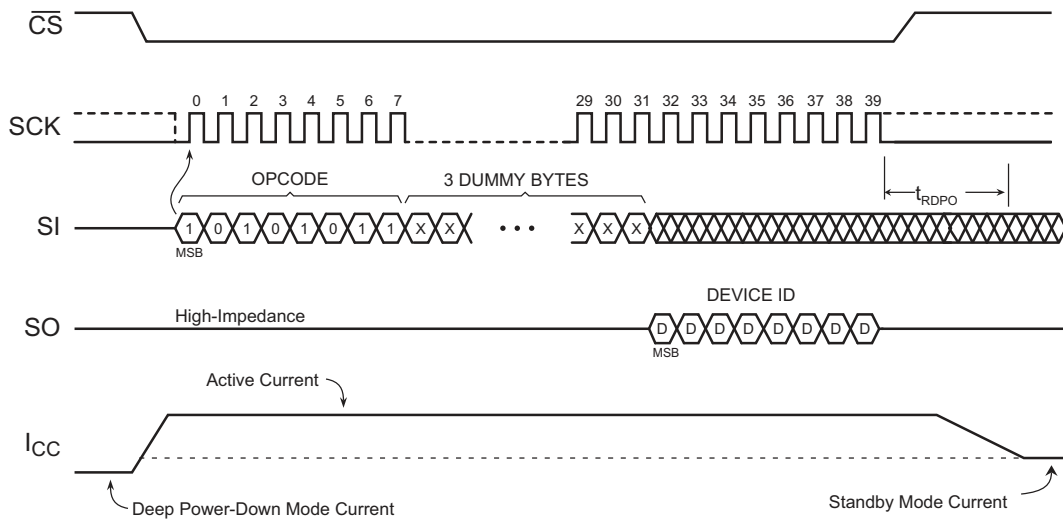 CS
SCK
0 1 2 3 4 5 6 7 29 30 31 32 33 34 35 36 37 38 39
OPCODE 3 DUMMY BYTES tRDPO
SI
1 0 1 0 1 0 1 1 X X • • • X X X
MSB
DEVICE ID
SO High-Impedance D D D D D D D D
MSB
Active Current
ICC
Deep Power-Down Mode Current Standby Mode Current